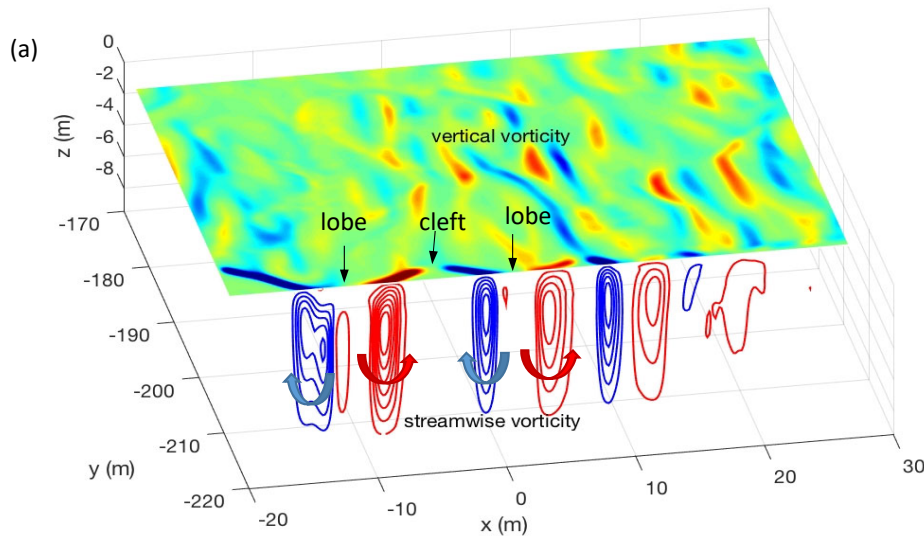 (a)
0
-2
-4
-6
-8
z (m)
vertical vorticity
lobe
cleft
lobe
-170
-180
-190
-200
-210
-220
y (m)
streamwise vorticity
-20
-10
0
10
20
30
x (m)